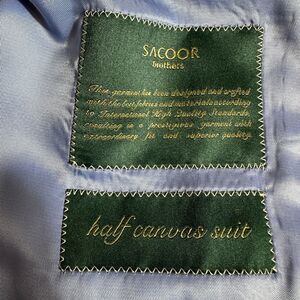 SACOOR
brothers
This garment has been designed and crafted
with the best fabrics and materials according
to International High Quality Standards,
resulting in a prestigious garment with
extraordinary fit and superior quality.
half canvas suit